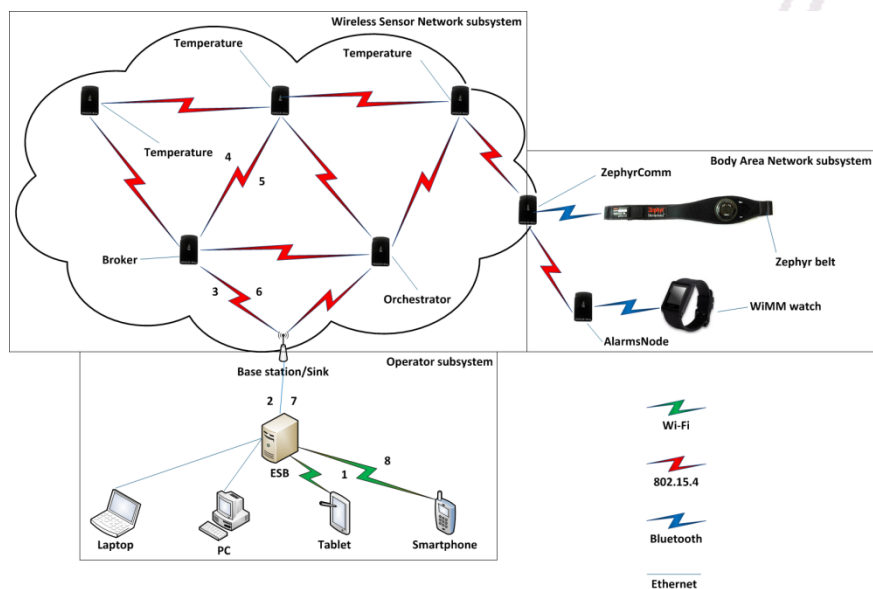 Wireless Sensor Network subsystem
Temperature
Temperature
Temperature
4
5
Body Area Network subsystem
ZephyrComm
Zephyr belt
Broker
3
6
Orchestrator
WiMM watch
AlarmsNode
Base station/Sink
Operator subsystem
2
7
ESB
1
8
Laptop
PC
Tablet
Smartphone
Wi-Fi
802.15.4
Bluetooth
Ethernet